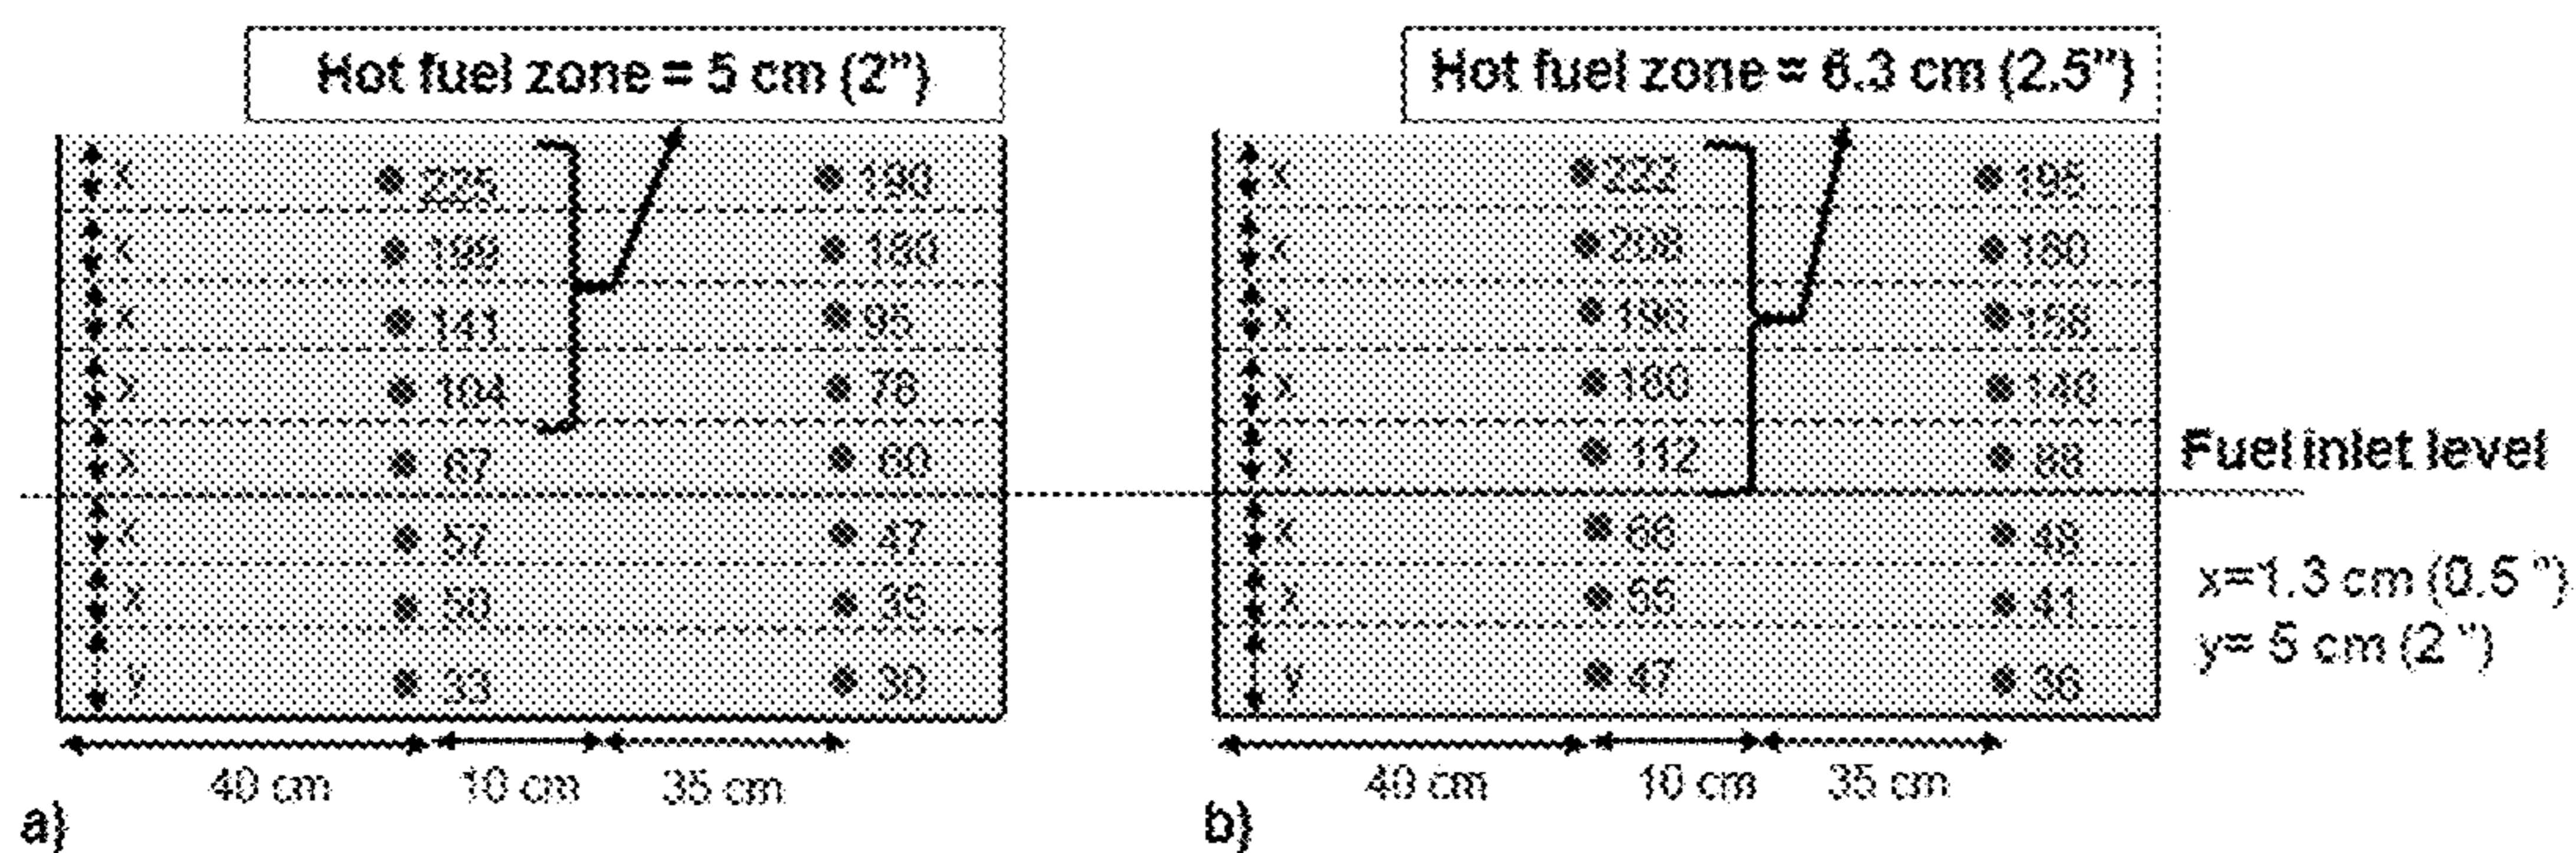 Hot fuel zone = 5 cm (2")
Hot fuel zone = 6.3 cm (2.5")
x 225 190
x 199 180
x 141 95
x 104 78
x 67 60
x 57 47
x 50 35
y 33 30
40 cm 10 cm 35 cm
a)
x 222 195
x 208 180
x 195 158
x 180 140
x 112 88
x 66 48
x 55 41
y 47 36
40 cm 10 cm 35 cm
b)
Fuel inlet level
x=1.3 cm (0.5 ")
y= 5 cm (2 ")